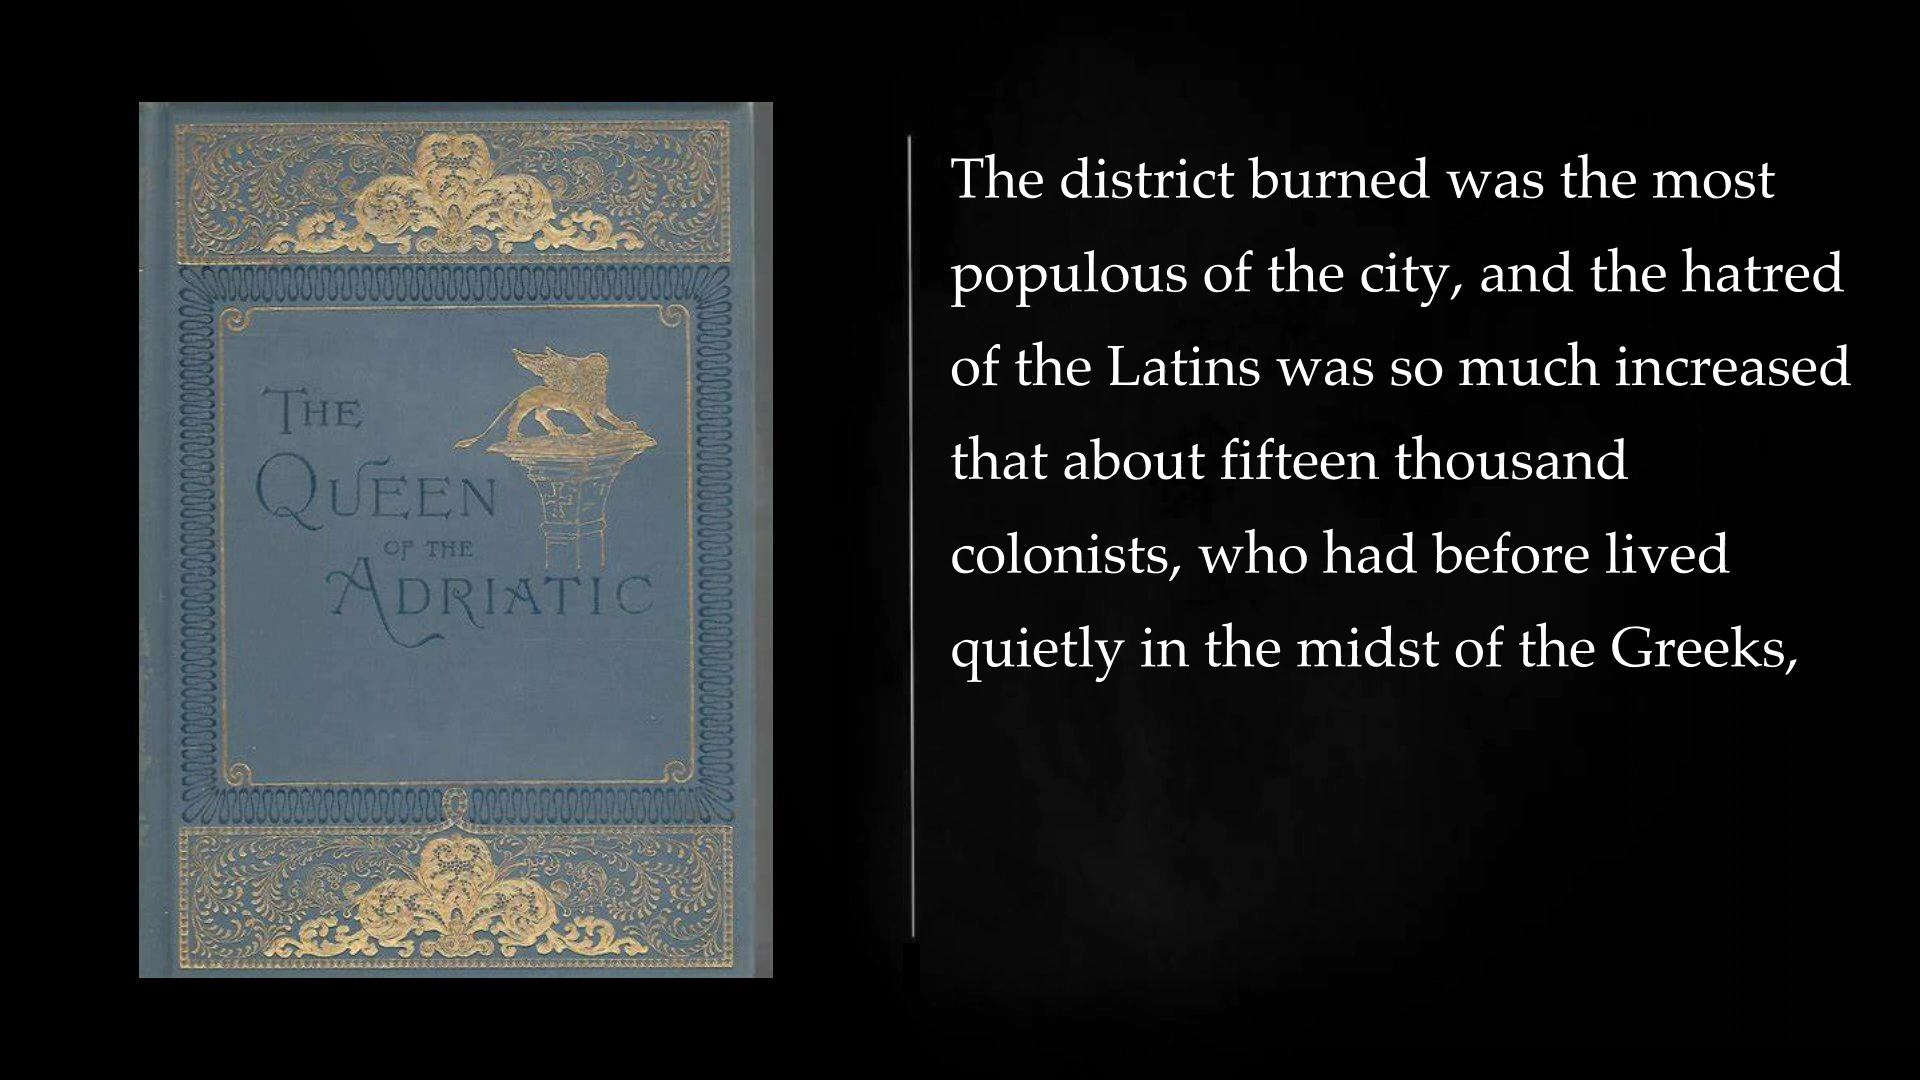 THE
QUEEN
OF THE
ADRIATIC
The district burned was the most
populous of the city, and the hatred
of the Latins was so much increased
that about fifteen thousand
colonists, who had before lived
quietly in the midst of the Greeks,